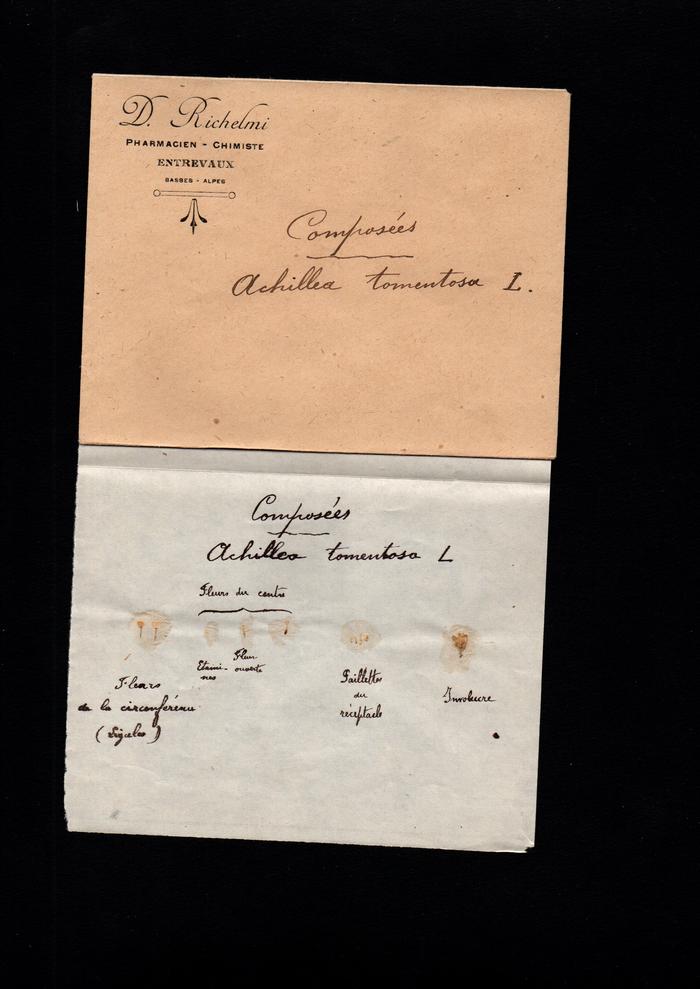 D. Richelmi
PHARMACIEN - CHIMISTE
ENTREVAUX
BASSES - ALPES
Composées
Achillea tomentosa L.
Composées
Achillea tomentosa L
Fleurs du centre
Etami-
nes
Fleur
ouverte
Fleurs
de la circonférence
(Ligules)
Paillettes
du
réceptacle
Involucre